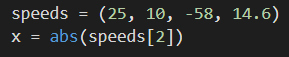 speeds = (25, 10, -58, 14.6)
x = abs(speeds[2])